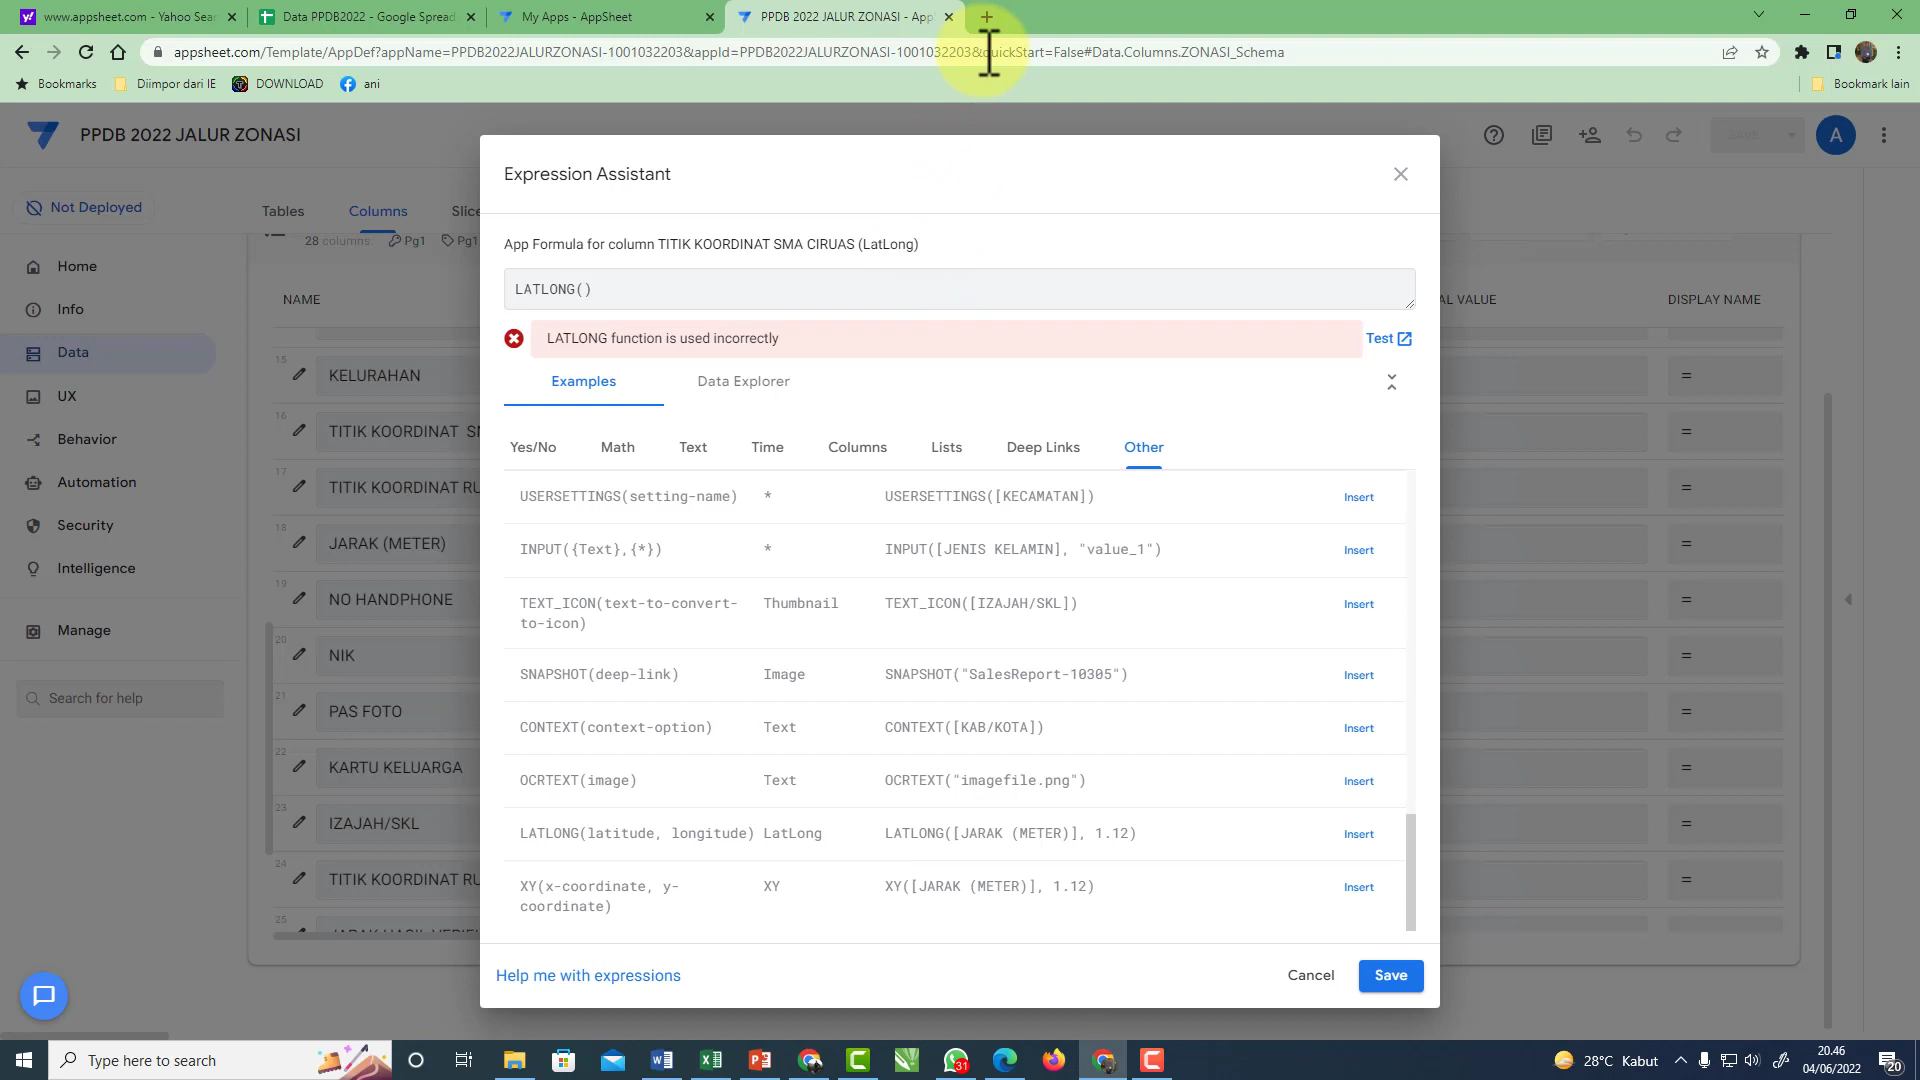 www.appsheet.com - Yahoo Sear
Data PPDB2022 - Google Spread
My Apps - AppSheet
PPDB 2022 JALUR ZONASI - App
appsheet.com/Template/AppDef?appName=PPDB2022JALURZONASI-1001032203&appId=PPDB2022JALURZONASI-1001032203&quickStart=False#Data.Columns.ZONASI_Schema
Bookmarks
Diimpor dari IE
DOWNLOAD
ani
Bookmark lain
PPDB 2022 JALUR ZONASI
SAVE
A
Not Deployed
Home
Info
Data
UX
Behavior
Automation
Security
Intelligence
Manage
Search for help
Tables
Columns
Slice
28 columns:
Pg1
Pg1
NAME
AL VALUE
DISPLAY NAME
15
KELURAHAN
=
16
TITIK KOORDINAT SM
=
17
TITIK KOORDINAT RU
=
18
JARAK (METER)
=
19
NO HANDPHONE
=
20
NIK
=
21
PAS FOTO
=
22
KARTU KELUARGA
=
23
IZAJAH/SKL
=
24
TITIK KOORDINAT RU
=
25
Expression Assistant
App Formula for column TITIK KOORDINAT SMA CIRUAS (LatLong)
LATLONG()
LATLONG function is used incorrectly
Test
Examples
Data Explorer
Yes/No
Math
Text
Time
Columns
Lists
Deep Links
Other
USERSETTINGS(setting-name) * USERSETTINGS([KECAMATAN]) Insert
INPUT({Text},{*}) * INPUT([JENIS KELAMIN], "value_1") Insert
TEXT_ICON(text-to-convert- Thumbnail TEXT_ICON([IZAJAH/SKL]) Insert
to-icon)
SNAPSHOT(deep-link) Image SNAPSHOT("SalesReport-10305") Insert
CONTEXT(context-option) Text CONTEXT([KAB/KOTA]) Insert
OCRTEXT(image) Text OCRTEXT("imagefile.png") Insert
LATLONG(latitude, longitude) LatLong LATLONG([JARAK (METER)], 1.12) Insert
XY(x-coordinate, y- XY XY([JARAK (METER)], 1.12) Insert
coordinate)
Help me with expressions
Cancel
Save
Type here to search
31
28°C Kabut
20.46
04/06/2022
20